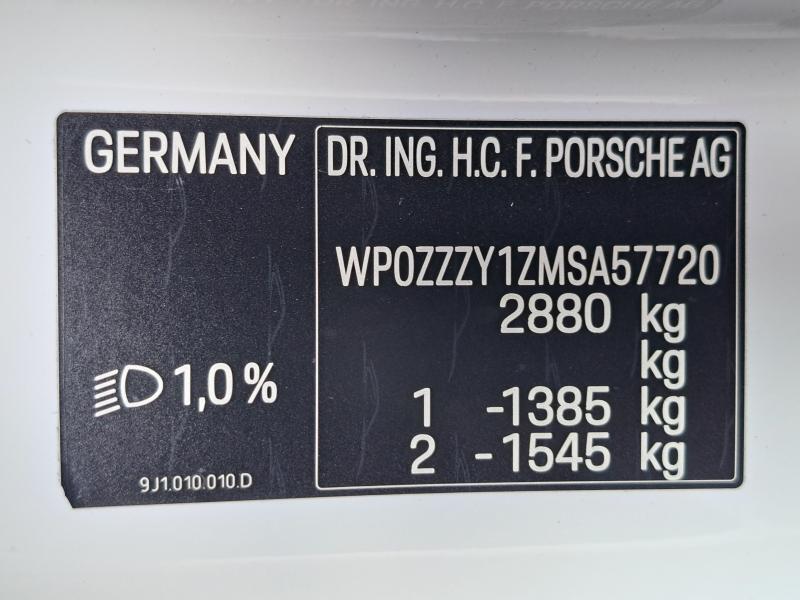 GERMANY
DR. ING. H.C. F. PORSCHE AG
WP0ZZZY1ZMSA57720
2880 kg
kg
1 -1385 kg
2 -1545 kg
1,0 %
9J1.010.010.D